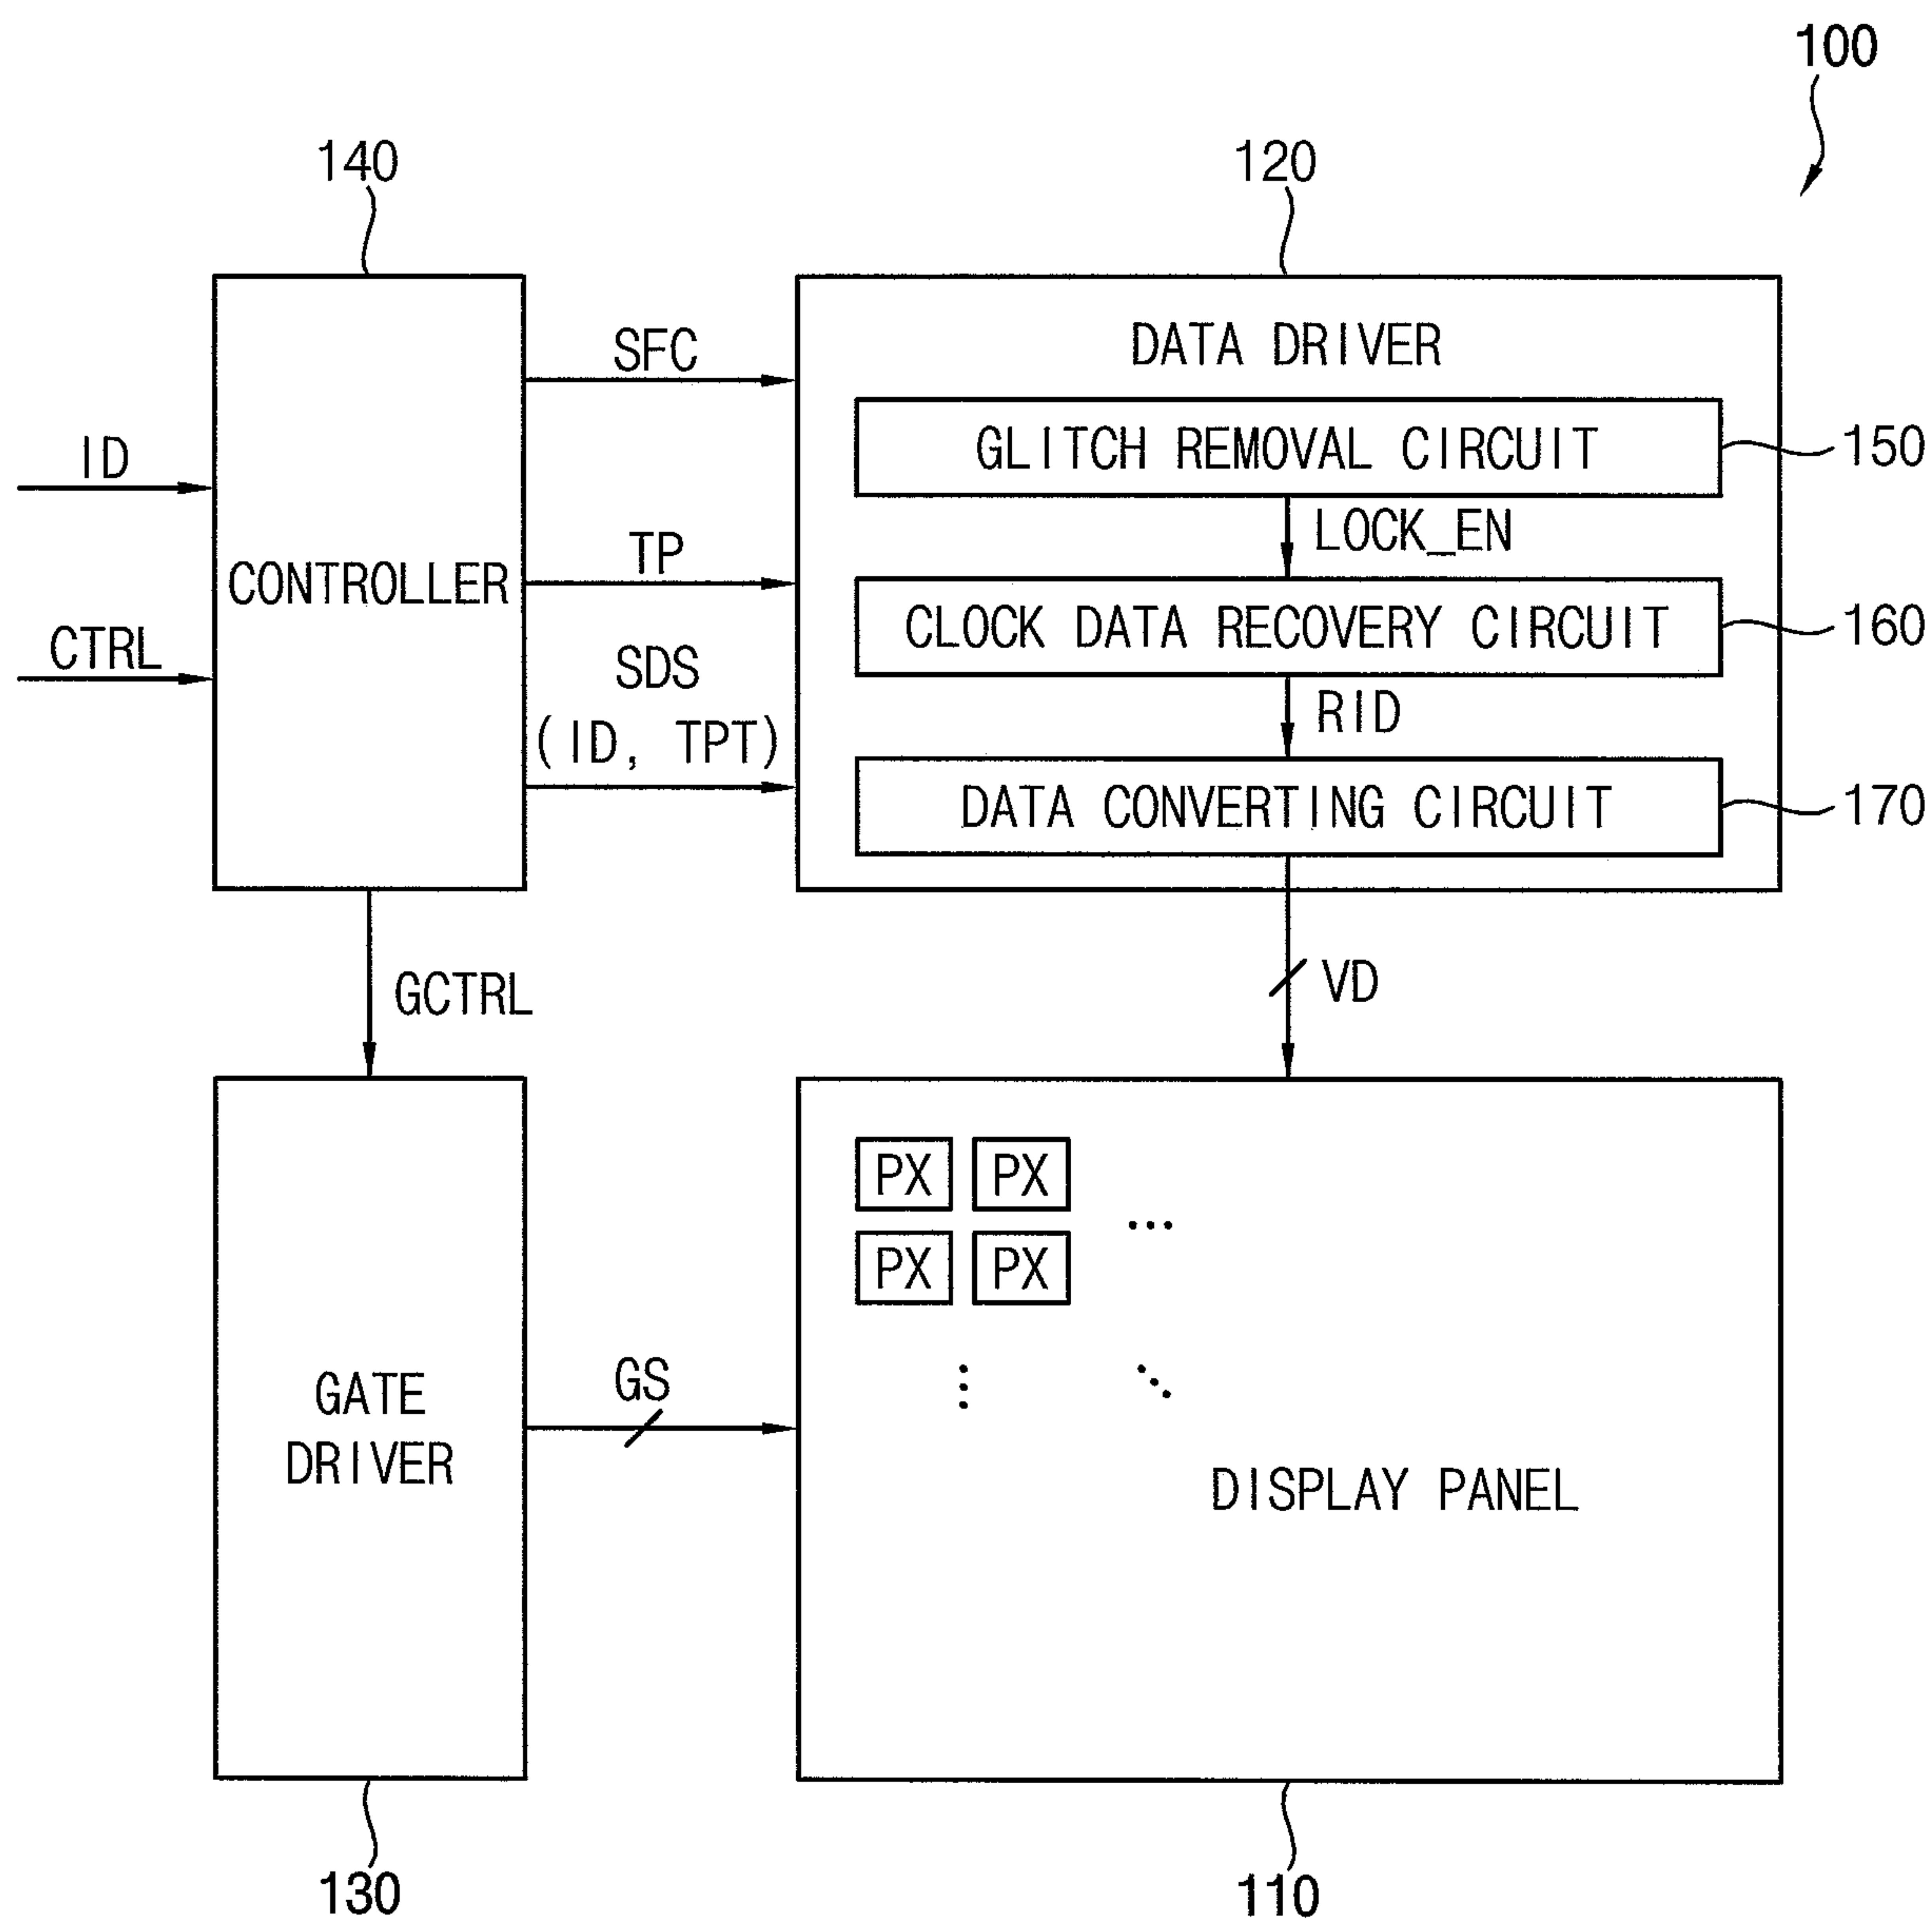 100
140
120
SFC
DATA DRIVER
ID
GLITCH REMOVAL CIRCUIT
150
LOCK_EN
TP
CONTROLLER
CLOCK DATA RECOVERY CIRCUIT
160
CTRL
SDS
(ID, TPT)
RID
DATA CONVERTING CIRCUIT
170
GCTRL
VD
PX PX
...
PX PX
GS
GATE
DRIVER
DISPLAY PANEL
130
110